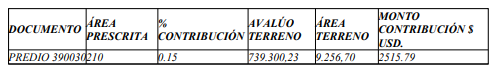 DOCUMENTO ÁREA PRESCRITA % CONTRIBUCIÓN AVALÚO TERRENO ÁREA TERRENO MONTO CONTRIBUCIÓN $ USD.
PREDIO 390030 210 0.15 739.300,23 9.256,70 2515.79